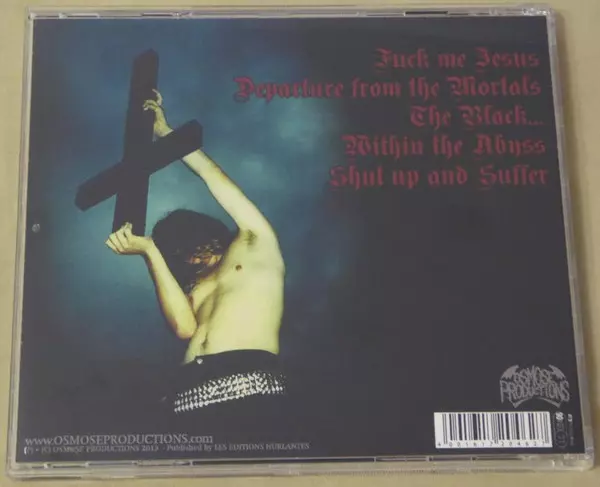 Fuck me Jesus
Departure from the Mortals
The Black...
Within the Abyss
Shut up and Suffer
OSMOSE
PRODUCTIONS
www.OSMOSEPRODUCTIONS.com
(P) + (C) OSMOSE PRODUCTIONS 2013 - Published by LES EDITIONS HURLANTES